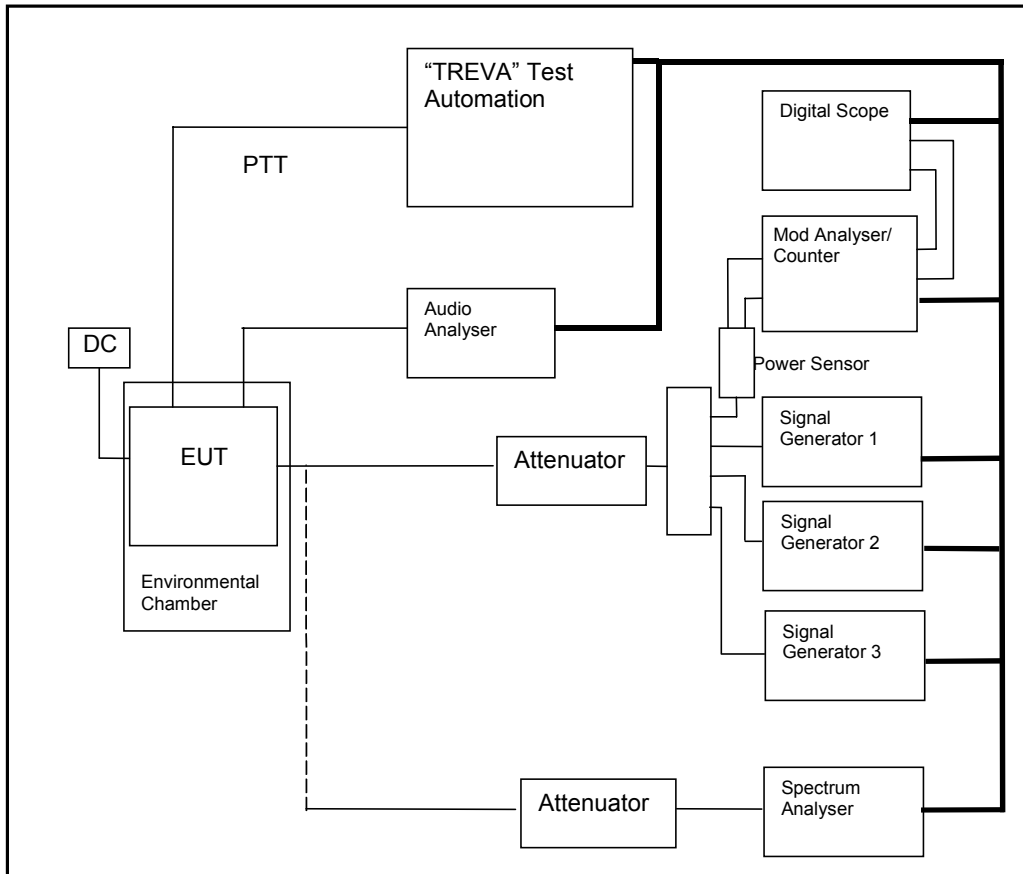 “TREVA” Test
Automation
Digital Scope
PTT
Mod Analyser/
Counter
Audio
Analyser
DC
Power Sensor
EUT
Attenuator
Signal
Generator 1
Signal
Generator 2
Environmental
Chamber
Signal
Generator 3
Attenuator
Spectrum
Analyser